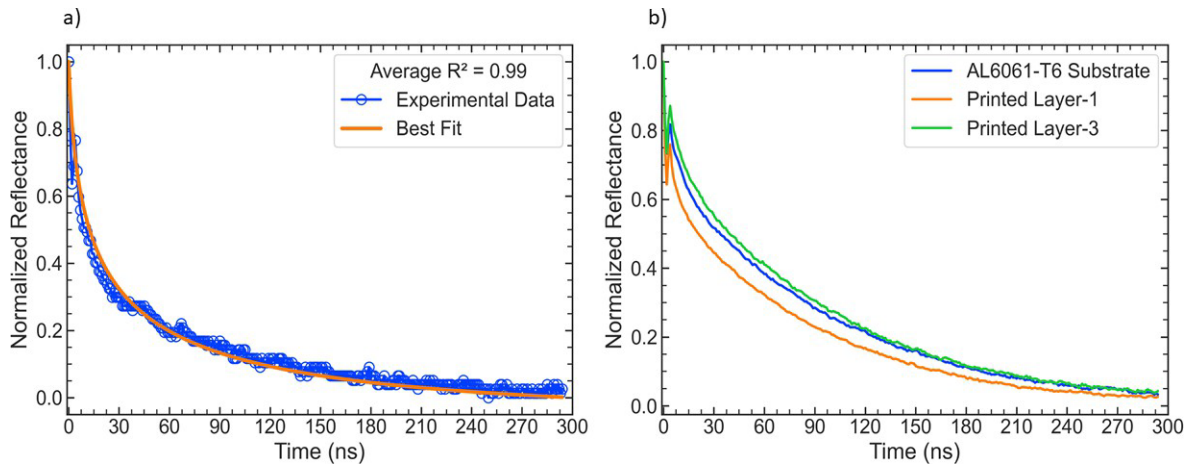 a)
Average R² = 0.99
Experimental Data
Best Fit
Normalized Reflectance
1.0
0.8
0.6
0.4
0.2
0.0
0 30 60 90 120 150 180 210 240 270 300
Time (ns)
b)
AL6061-T6 Substrate
Printed Layer-1
Printed Layer-3
Normalized Reflectance
1.0
0.8
0.6
0.4
0.2
0.0
0 30 60 90 120 150 180 210 240 270 300
Time (ns)